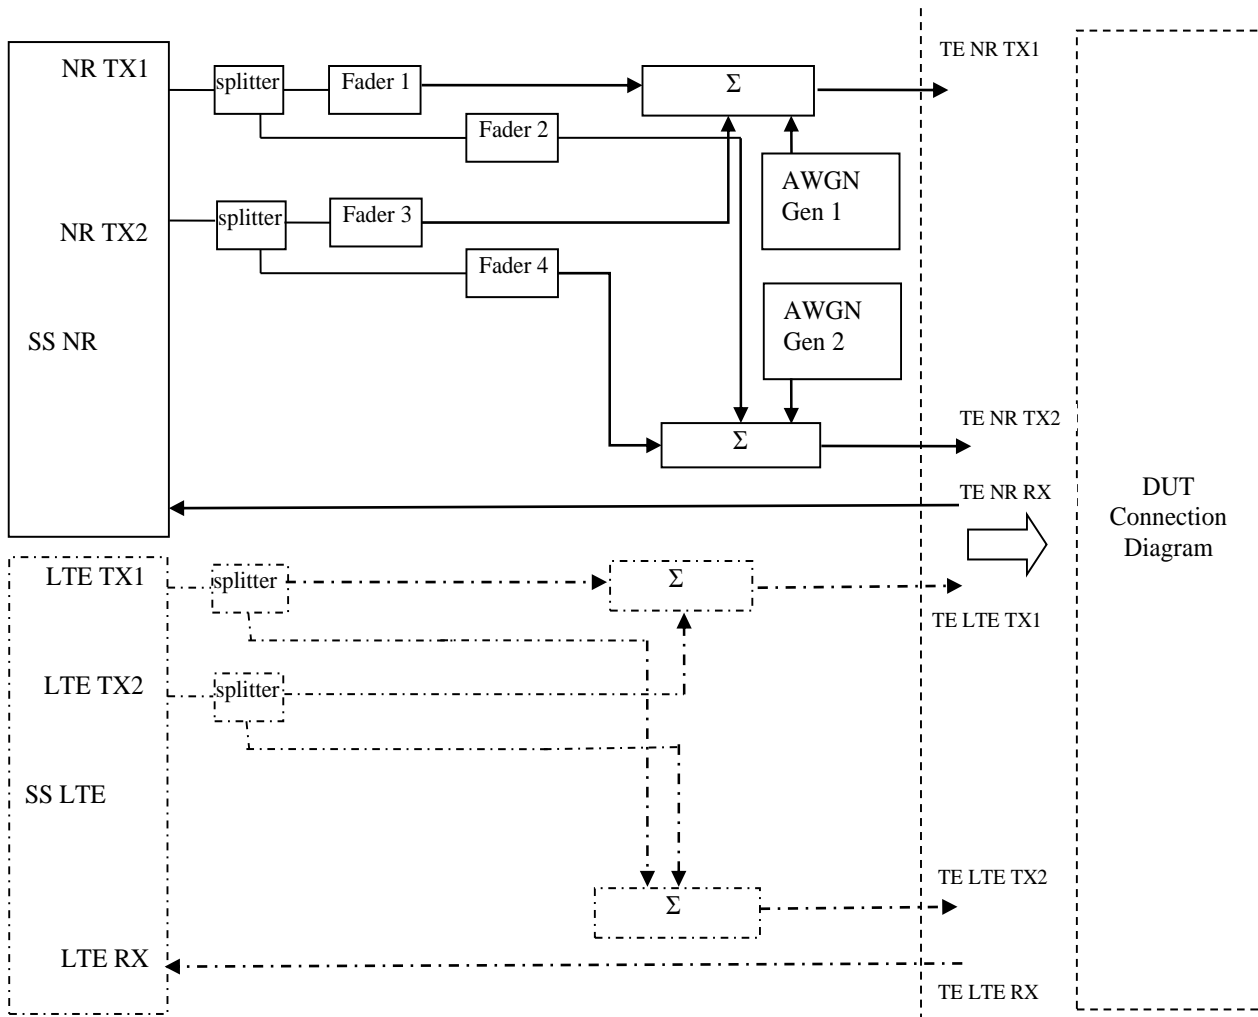 NR TX1
splitter
Fader 1
Σ
TE NR TX1
Fader 2
AWGN
Gen 1
NR TX2
splitter
Fader 3
Fader 4
SS NR
AWGN
Gen 2
Σ
TE NR TX2
TE NR RX
DUT
Connection
Diagram
LTE TX1
splitter
Σ
TE LTE TX1
LTE TX2
splitter
SS LTE
Σ
TE LTE TX2
LTE RX
TE LTE RX